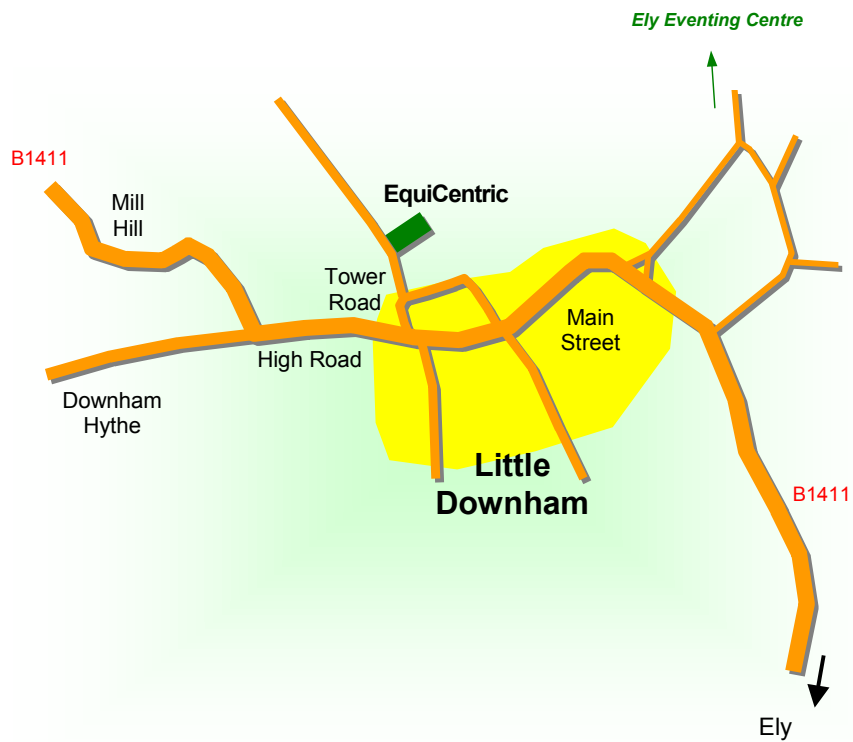 Ely Eventing Centre
B1411
Mill
Hill
EquiCentric
Tower
Road
Main
Street
High Road
Downham
Hythe
Little
Downham
B1411
Ely